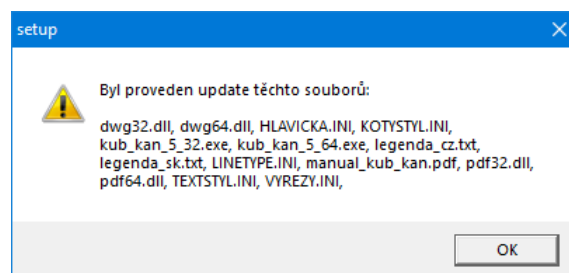 setup
Byl proveden update těchto souborů:
dwg32.dll, dwg64.dll, HLAVICKA.INI, KOTYSTYL.INI,
kub_kan_5_32.exe, kub_kan_5_64.exe, legenda_cz.txt,
legenda_sk.txt, LINETYPE.INI, manual_kub_kan.pdf, pdf32.dll,
pdf64.dll, TEXTSTYL.INI, VYREZY.INI,
OK